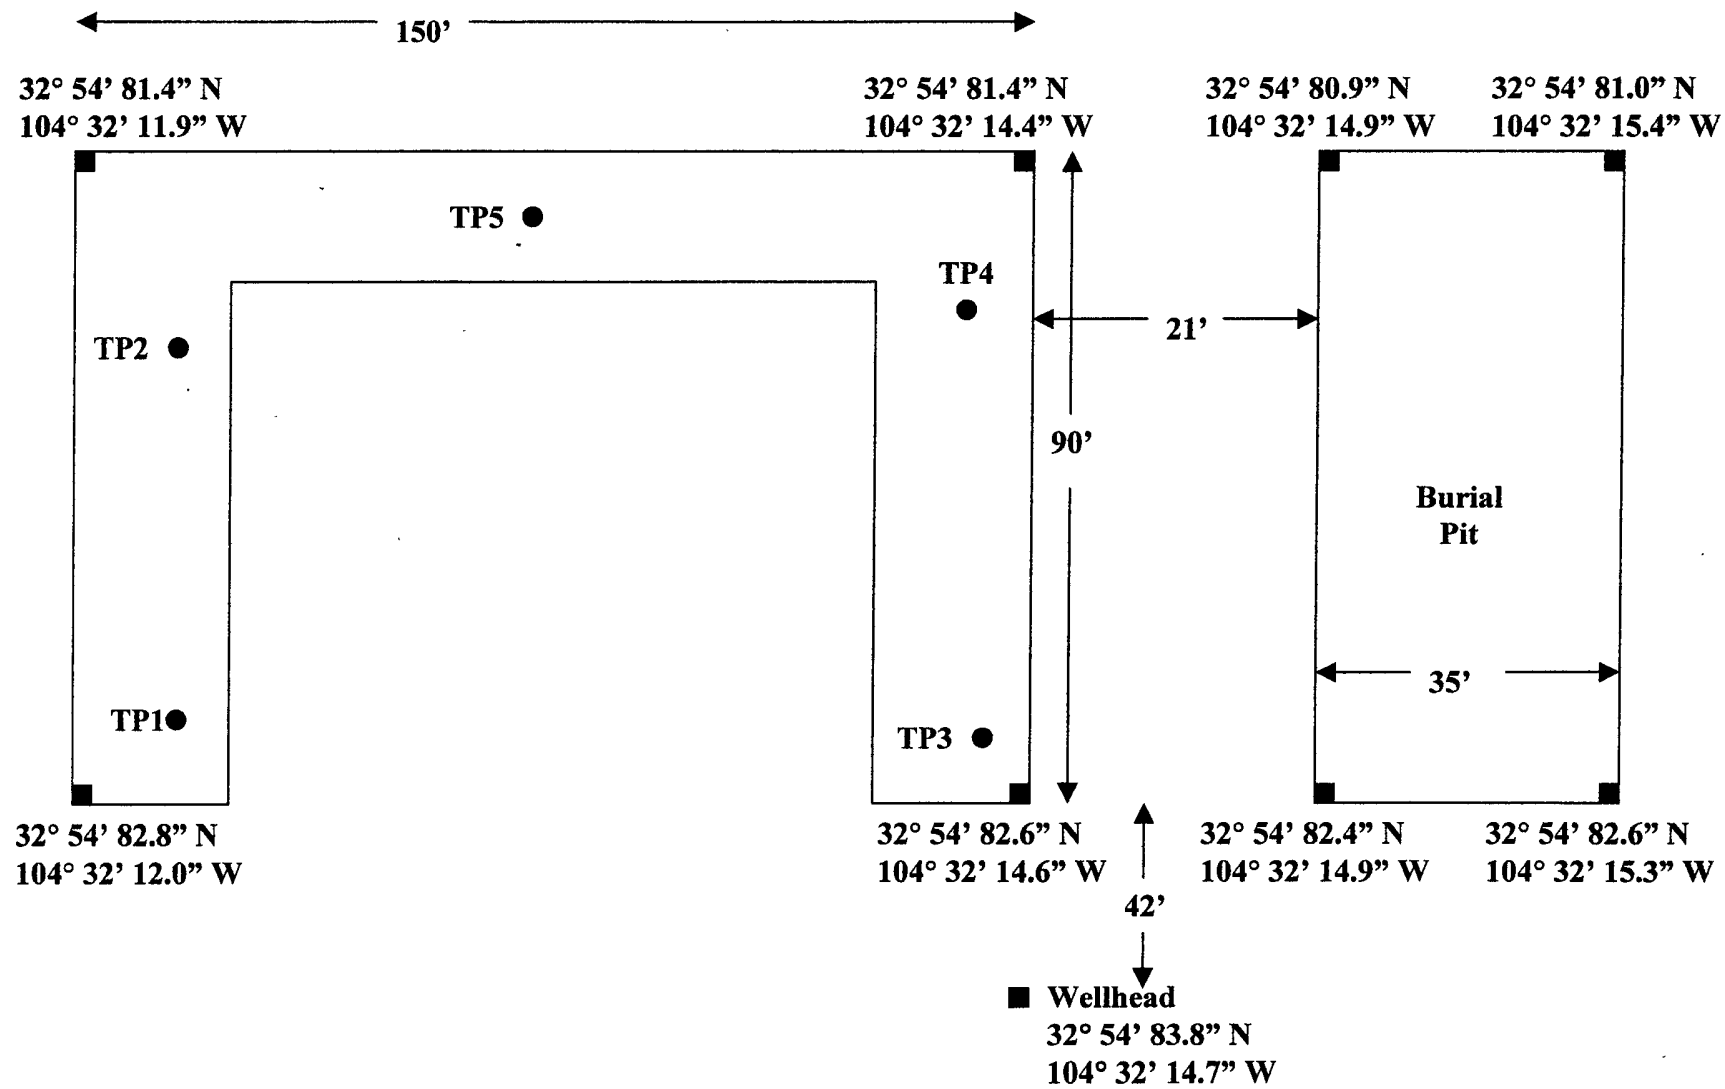 150’
32° 54’ 81.4” N
104° 32’ 11.9” W
32° 54’ 81.4” N
104° 32’ 14.4” W
32° 54’ 80.9” N
104° 32’ 14.9” W
32° 54’ 81.0” N
104° 32’ 15.4” W
TP5
TP4
TP2
21’
90’
Burial
Pit
35’
TP1
TP3
32° 54’ 82.8” N
104° 32’ 12.0” W
32° 54’ 82.6” N
104° 32’ 14.6” W
32° 54’ 82.4” N
104° 32’ 14.9” W
32° 54’ 82.6” N
104° 32’ 15.3” W
42’
Wellhead
32° 54’ 83.8” N
104° 32’ 14.7” W